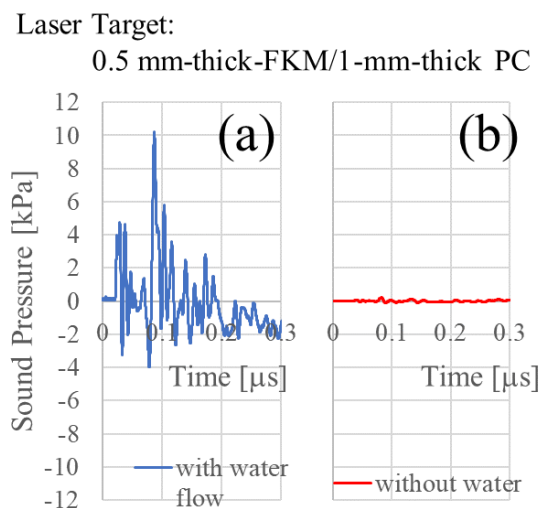 Laser Target:
0.5 mm-thick-FKM/1-mm-thick PC
12
10
8
6
4
2
0
-2
-4
-6
-8
-10
-12
Sound Pressure [kPa]
(a)
0
0.1
0.2
0.3
Time [µs]
with water
flow
(b)
0
0.1
0.2
0.3
Time [µs]
without water